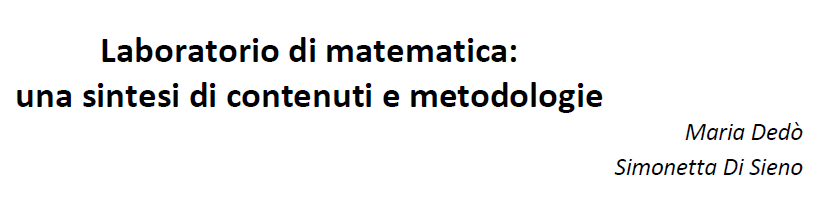 Laboratorio di matematica:
una sintesi di contenuti e metodologie
Maria Dedò
Simonetta Di Sieno